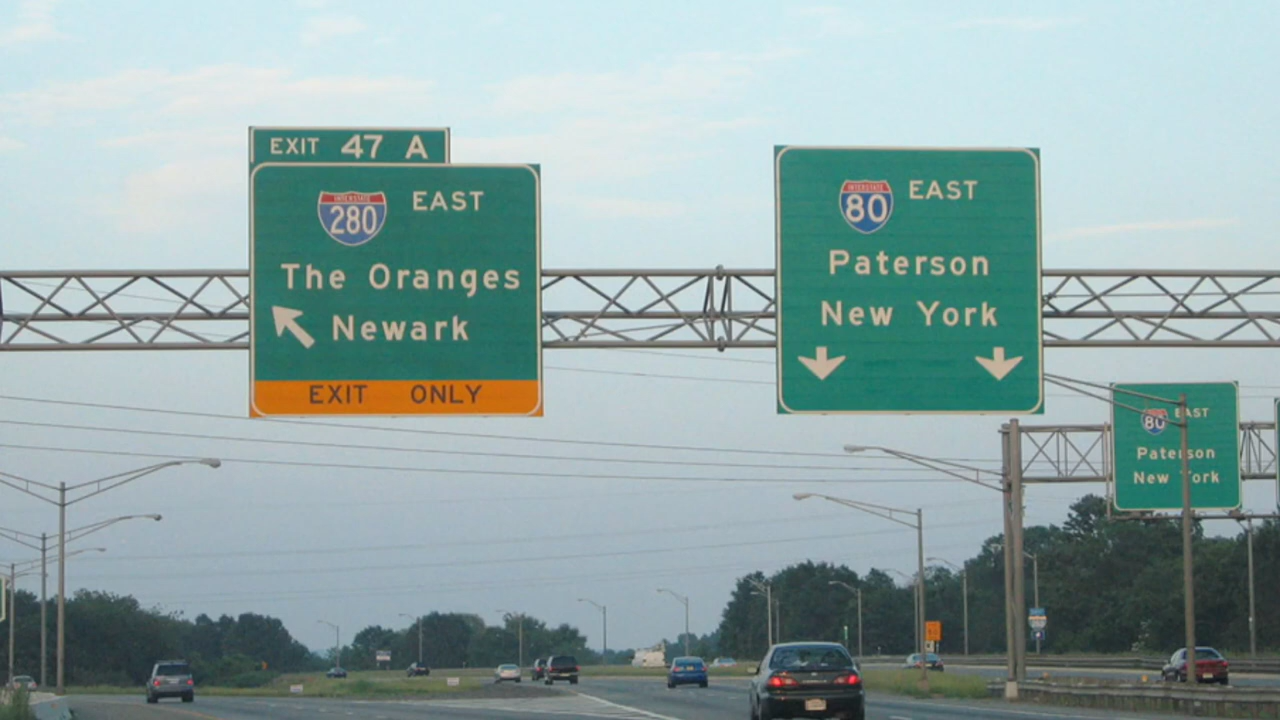 EXIT 47 A
INTERSTATE
280
EAST
The Oranges
Newark
EXIT ONLY
INTERSTATE
80
EAST
Paterson
New York
80
EAST
Paterson
New York